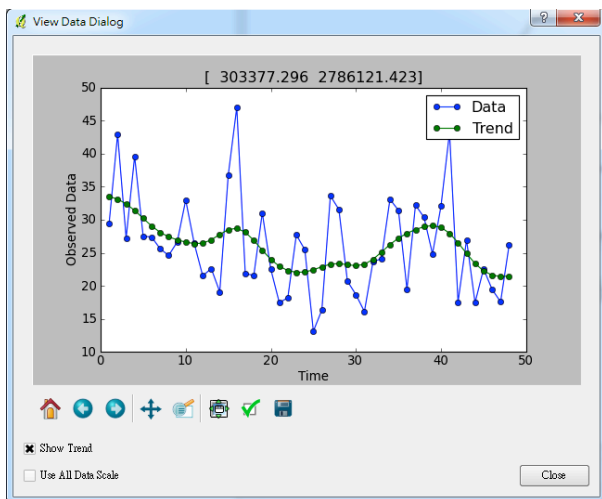 View Data Dialog
?
[ 303377.296 2786121.423]
Data
Trend
Observed Data
50
45
40
35
30
25
20
15
10
0 10 20 30 40 50
Time
Show Trend
Use All Data Scale
Close